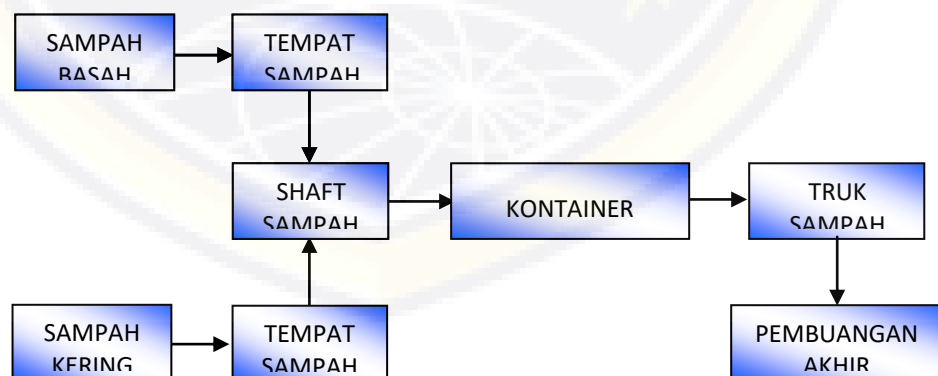 SAMPAH
BASAH
TEMPAT
SAMPAH
SHAFT
SAMPAH
KONTAINER
TRUK
SAMPAH
SAMPAH
KERING
TEMPAT
SAMPAH
PEMBUANGAN
AKHIR